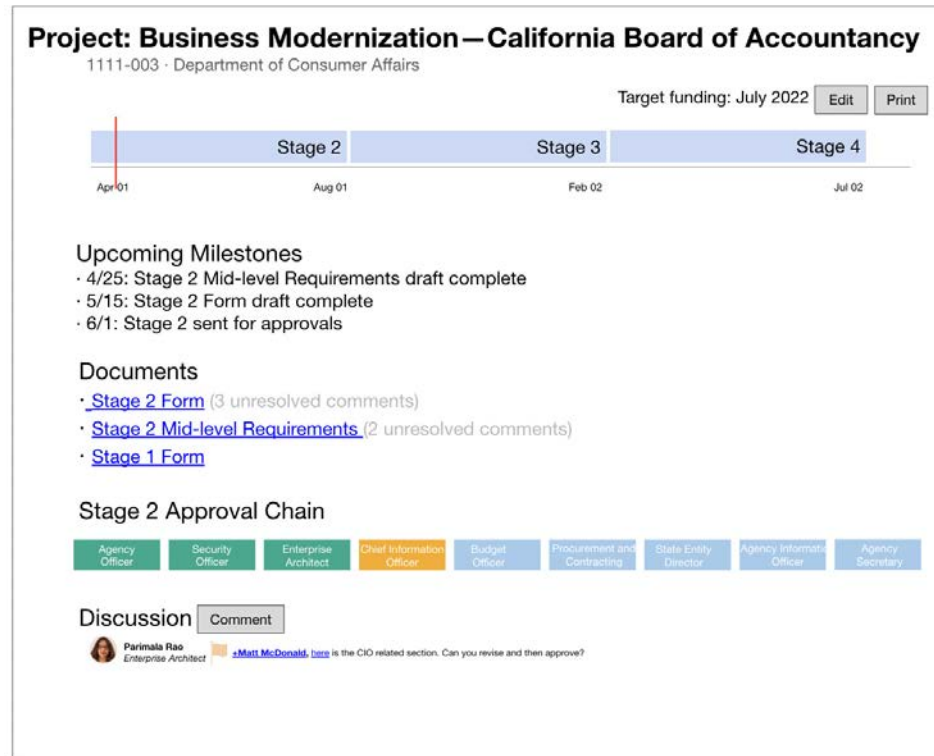 Project: Business Modernization—California Board of Accountancy
1111-003 · Department of Consumer Affairs
Target funding: July 2022 Edit Print
Stage 2 Stage 3 Stage 4
Apr 01 Aug 01 Feb 02 Jul 02
Upcoming Milestones
· 4/25: Stage 2 Mid-level Requirements draft complete
· 5/15: Stage 2 Form draft complete
· 6/1: Stage 2 sent for approvals
Documents
· Stage 2 Form (3 unresolved comments)
· Stage 2 Mid-level Requirements (2 unresolved comments)
· Stage 1 Form
Stage 2 Approval Chain
Agency Security Enterprise Chief Information Budget Procurement and State Entity Agency Informatic Agency
Officer Officer Architect Officer Officer Contracting Director Officer Secretary
Discussion Comment
Parimala Rao
Enterprise Architect
+Matt McDonald, here is the CIO related section. Can you revise and then approve?